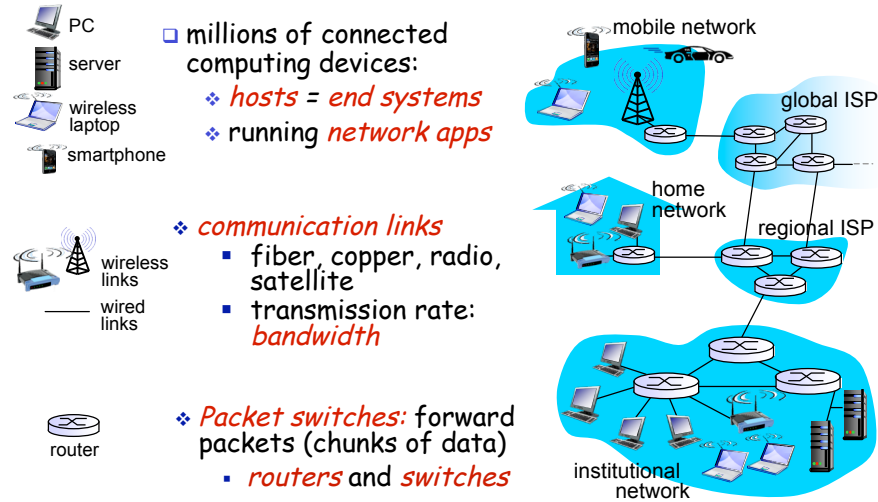 PC
server
wireless
laptop
smartphone
millions of connected
computing devices:
hosts = end systems
running network apps
wireless
links
wired
links
communication links
fiber, copper, radio,
satellite
transmission rate:
bandwidth
router
Packet switches: forward
packets (chunks of data)
routers and switches
mobile network
global ISP
home
network
regional ISP
institutional
network